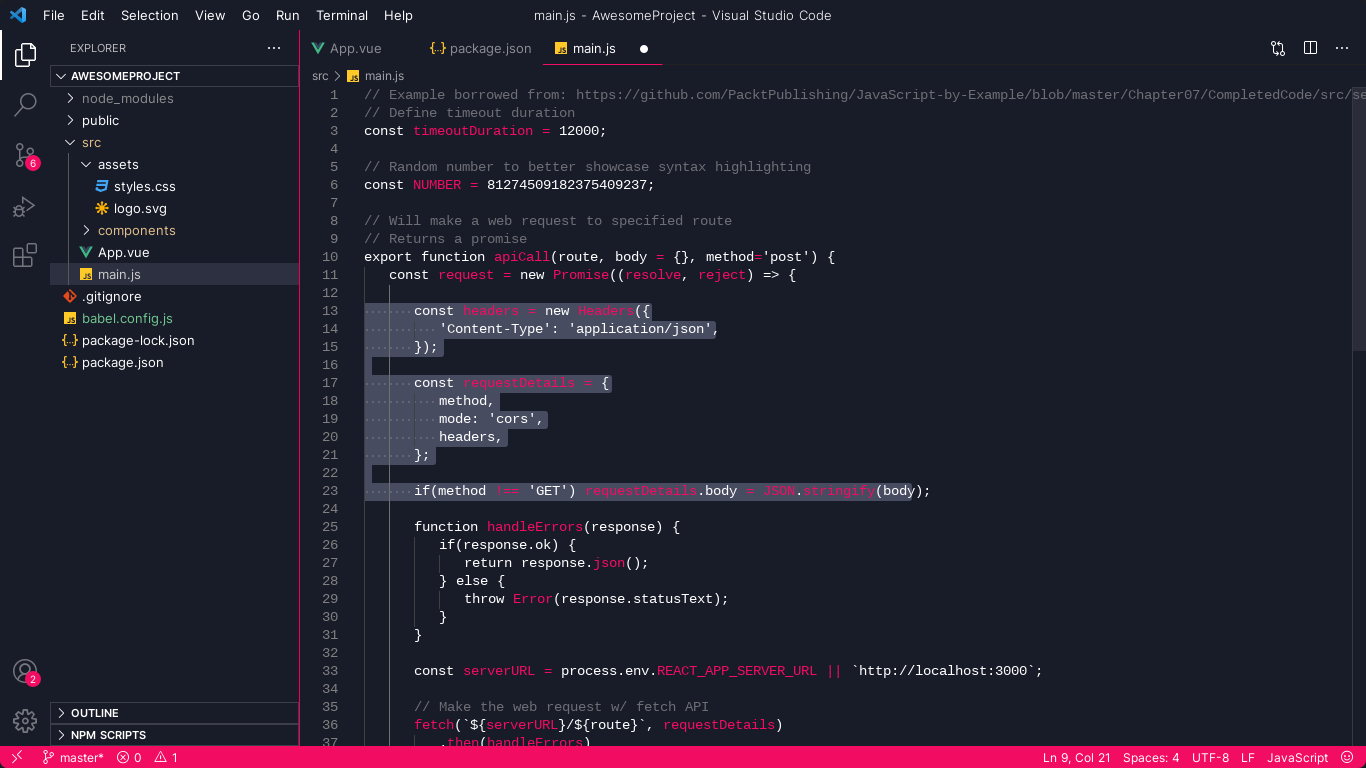 File Edit Selection View Go Run Terminal Help
main.js - AwesomeProject - Visual Studio Code
EXPLORER
App.vue
{..} package.json
JS main.js
AWESOMEPROJECT
node_modules
public
src
assets
styles.css
logo.svg
components
App.vue
JS main.js
.gitignore
JS babel.config.js
{..} package-lock.json
{..} package.json
OUTLINE
NPM SCRIPTS
6
2
src > JS main.js
1 // Example borrowed from: https://github.com/PacktPublishing/JavaScript-by-Example/blob/master/Chapter07/CompletedCode/src/se
2 // Define timeout duration
3 const timeoutDuration = 12000;
4
5 // Random number to better showcase syntax highlighting
6 const NUMBER = 81274509182375409237;
7
8 // Will make a web request to specified route
9 // Returns a promise
10 export function apiCall(route, body = {}, method='post') {
11 const request = new Promise((resolve, reject) => {
12
13 const headers = new Headers({
14 'Content-Type': 'application/json',
15 });
16
17 const requestDetails = {
18 method,
19 mode: 'cors',
20 headers,
21 };
22
23 if(method !== 'GET') requestDetails.body = JSON.stringify(body);
24
25 function handleErrors(response) {
26 if(response.ok) {
27 return response.json();
28 } else {
29 throw Error(response.statusText);
30 }
31 }
32
33 const serverURL = process.env.REACT_APP_SERVER_URL || `http://localhost:3000`;
34
35 // Make the web request w/ fetch API
36 fetch(`${serverURL}/${route}`, requestDetails)
37 .then(handleErrors)
master* 0 1
Ln 9, Col 21 Spaces: 4 UTF-8 LF JavaScript